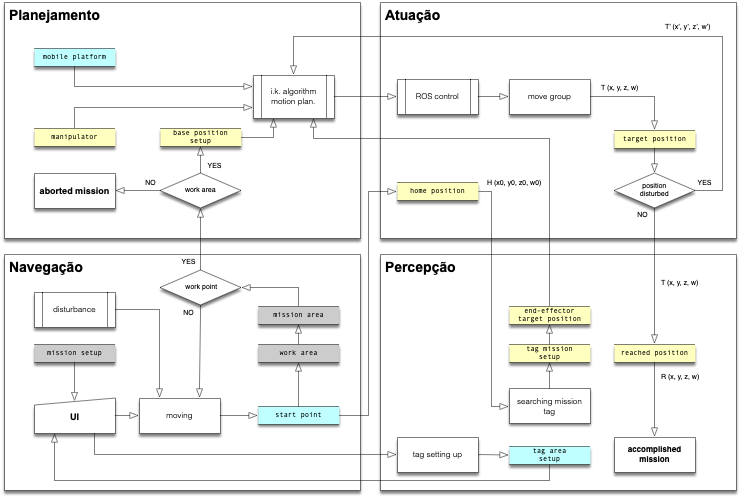 Planejamento
mobile platform
i.k. algorithm
motion plan.
manipulator
base position
setup
YES
NO
aborted mission
work area
Atuação
T' (x', y', z', w')
ROS control
move group
T (x, y, z, w)
target position
home position
H (x0, y0, z0, w0)
position
disturbed
YES
NO
Navegação
YES
work point
NO
disturbance
mission area
mission setup
work area
UI
moving
start point
Percepção
T (x, y, z, w)
end-effector
target position
tag mission
setup
reached position
R (x, y, z, w)
searching mission
tag
tag setting up
tag area
setup
accomplished
mission